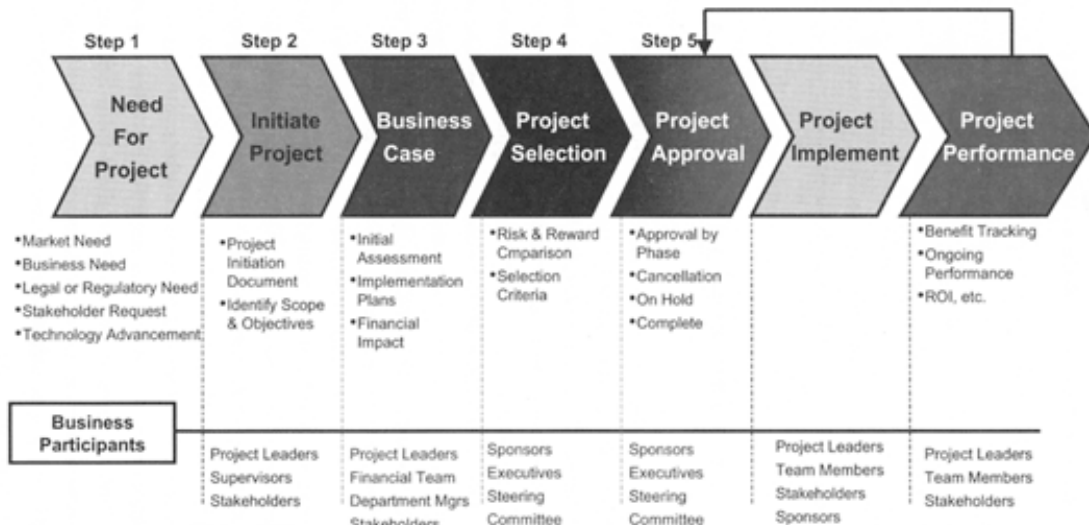 Step 1
Step 2
Step 3
Step 4
Step 5
Need
For
Project
Initiate
Project
Business
Case
Project
Selection
Project
Approval
Project
Implement
Project
Performance
•Market Need
•Business Need
•Legal or Regulatory Need
•Stakeholder Request
•Technology Advancement
•Project
Initiation
Document
•Identify Scope
& Objectives
•Initial
Assessment
•Implementation
Plans
•Financial
Impact
•Risk & Reward
Cmparison
•Selection
Criteria
•Approval by
Phase
•Cancellation
•On Hold
•Complete
•Benefit Tracking
•Ongoing
Performance
•ROI, etc.
Business
Participants
Project Leaders
Supervisors
Stakeholders
Project Leaders
Financial Team
Department Mgrs
Stakeholders
Sponsors
Executives
Steering
Committee
Sponsors
Executives
Steering
Committee
Project Leaders
Team Members
Stakeholders
Sponsors
Project Leaders
Team Members
Stakeholders